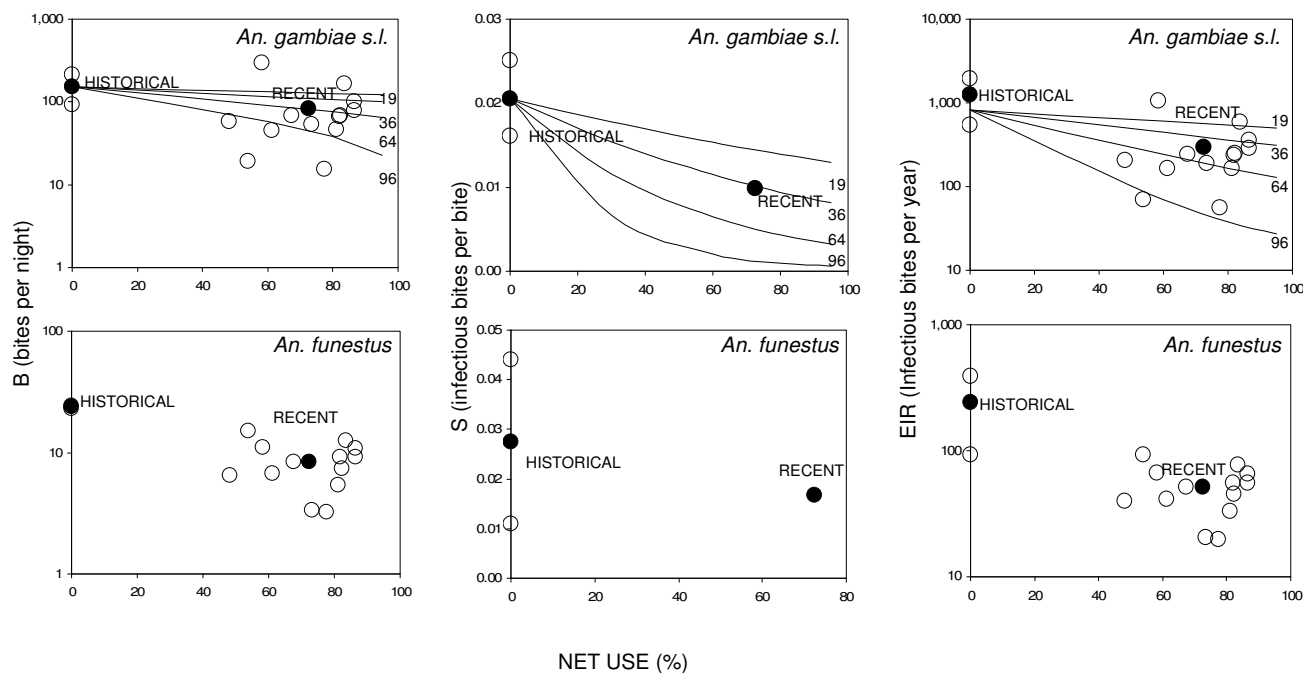 1,000
100
10
1
0 20 40 60 80 100
An. gambiae s.l.
HISTORICAL
RECENT
19
36
64
96
B (bites per night)
0.03
0.02
0.01
0.00
0 20 40 60 80 100
An. gambiae s.l.
HISTORICAL
RECENT
19
36
64
96
S (infectious bites per bite)
10,000
1,000
100
10
0 20 40 60 80 100
An. gambiae s.l.
HISTORICAL
RECENT
19
36
64
96
EIR (Infectious bites per year)
100
10
1
0 20 40 60 80 100
An. funestus
HISTORICAL
RECENT
0.05
0.04
0.03
0.02
0.01
0.00
0 20 40 60 80
An. funestus
HISTORICAL
RECENT
1,000
100
10
0 20 40 60 80 100
An. funestus
HISTORICAL
RECENT
NET USE (%)